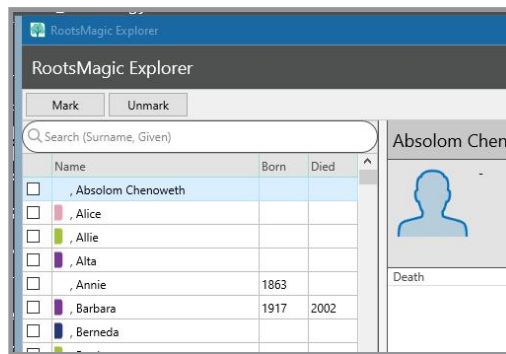 RootsMagic Explorer
RootsMagic Explorer
Mark Unmark
Search (Surname, Given)
Absolom Chen
Name Born Died
, Absolom Chenoweth
-
, Alice
, Allie
, Alta
Death
, Annie 1863
, Barbara 1917 2002
, Berneda